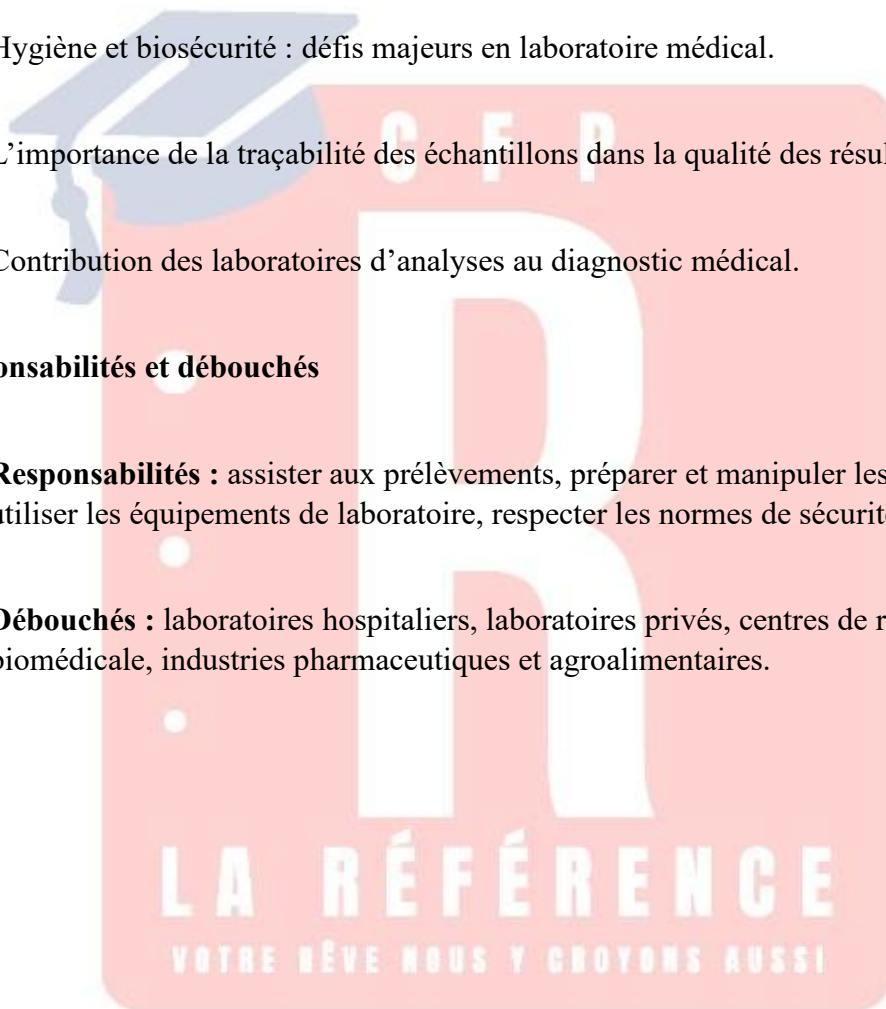 Hygiène et biosécurité : défis majeurs en laboratoire médical.
L’importance de la traçabilité des échantillons dans la qualité des résul
Contribution des laboratoires d’analyses au diagnostic médical.
onsabilités et débouchés
Responsabilités : assister aux prélèvements, préparer et manipuler les
utiliser les équipements de laboratoire, respecter les normes de sécurité
Débouchés : laboratoires hospitaliers, laboratoires privés, centres de r
biomédicale, industries pharmaceutiques et agroalimentaires.
C F P
R
LA RÉFÉRENCE
VOTRE RÊVE NOUS Y CROYONS AUSSI